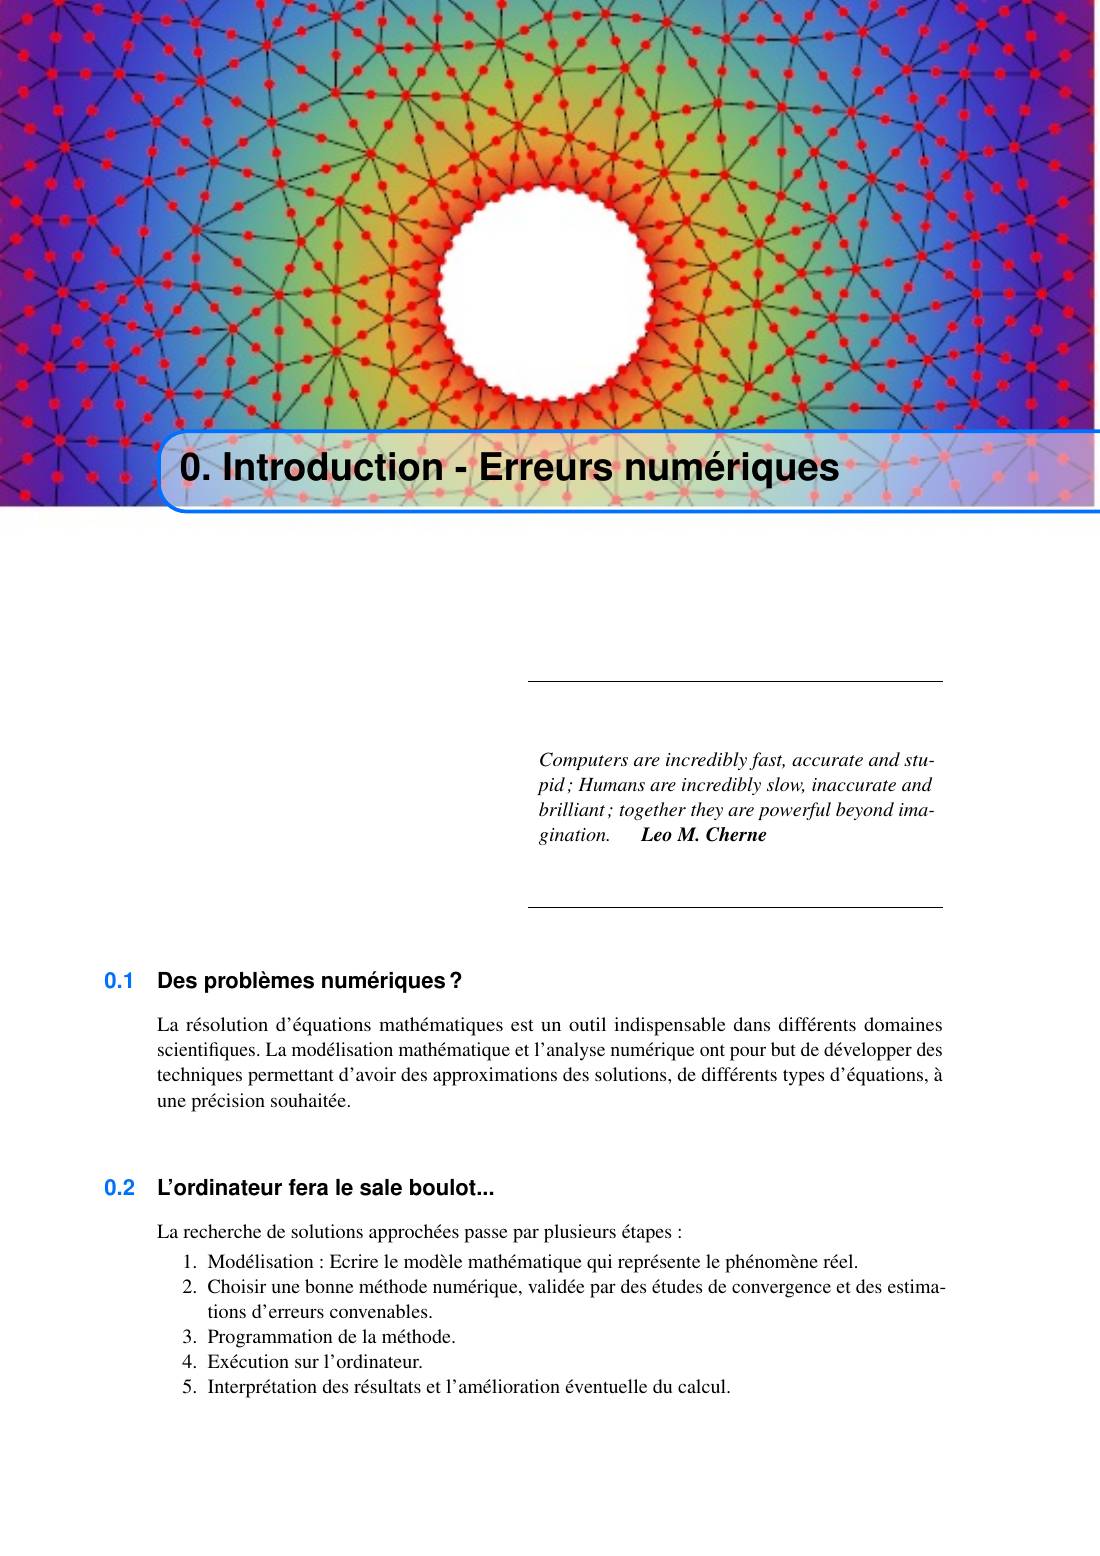 0. Introduction - Erreurs numériques
Computers are incredibly fast, accurate and stu-
pid ; Humans are incredibly slow, inaccurate and
brilliant ; together they are powerful beyond ima-
gination. Leo M. Cherne
0.1 Des problèmes numériques ?
La résolution d'équations mathématiques est un outil indispensable dans différents domaines
scientifiques. La modélisation mathématique et l'analyse numérique ont pour but de développer des
techniques permettant d'avoir des approximations des solutions, de différents types d'équations, à
une précision souhaitée.
0.2 L'ordinateur fera le sale boulot...
La recherche de solutions approchées passe par plusieurs étapes :
1. Modélisation : Ecrire le modèle mathématique qui représente le phénomène réel.
2. Choisir une bonne méthode numérique, validée par des études de convergence et des estima-
tions d'erreurs convenables.
3. Programmation de la méthode.
4. Exécution sur l'ordinateur.
5. Interprétation des résultats et l'amélioration éventuelle du calcul.